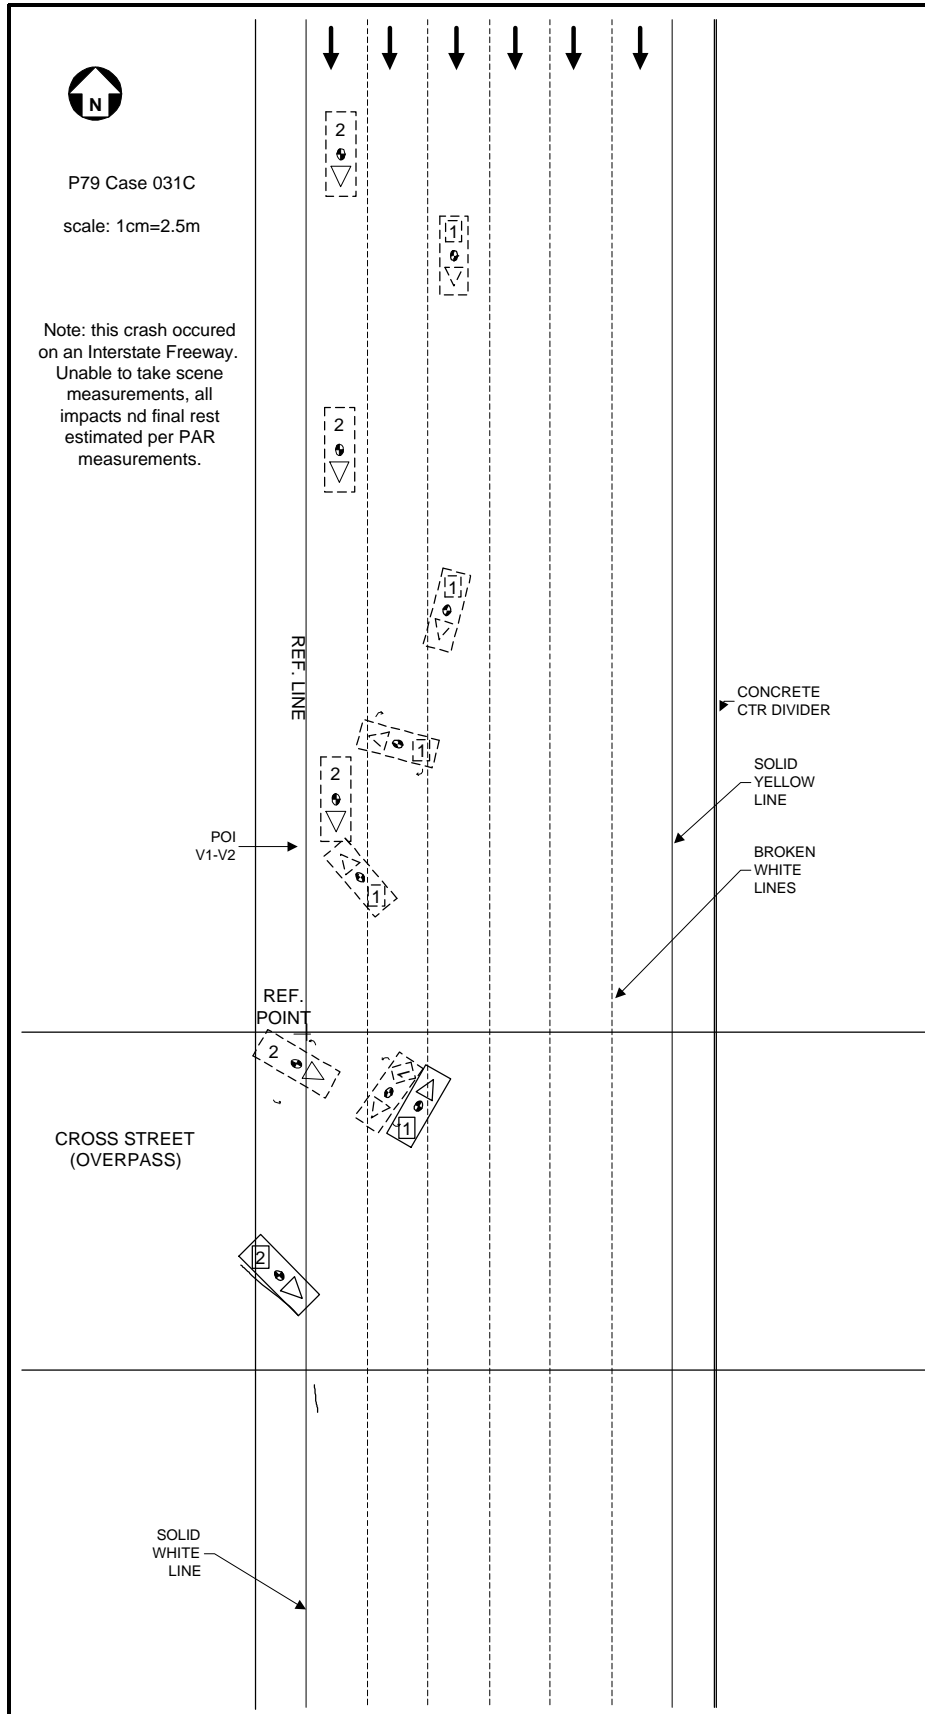 N
P79 Case 031C
scale: 1cm=2.5m
Note: this crash occured
on an Interstate Freeway.
Unable to take scene
measurements, all
impacts nd final rest
estimated per PAR
measurements.
2
1
2
1
REF. LINE
CONCRETE
CTR DIVIDER
1
SOLID
YELLOW
LINE
2
POI
V1-V2
BROKEN
WHITE
LINES
1
REF.
POINT
2
1
1
CROSS STREET
(OVERPASS)
2
SOLID
WHITE
LINE